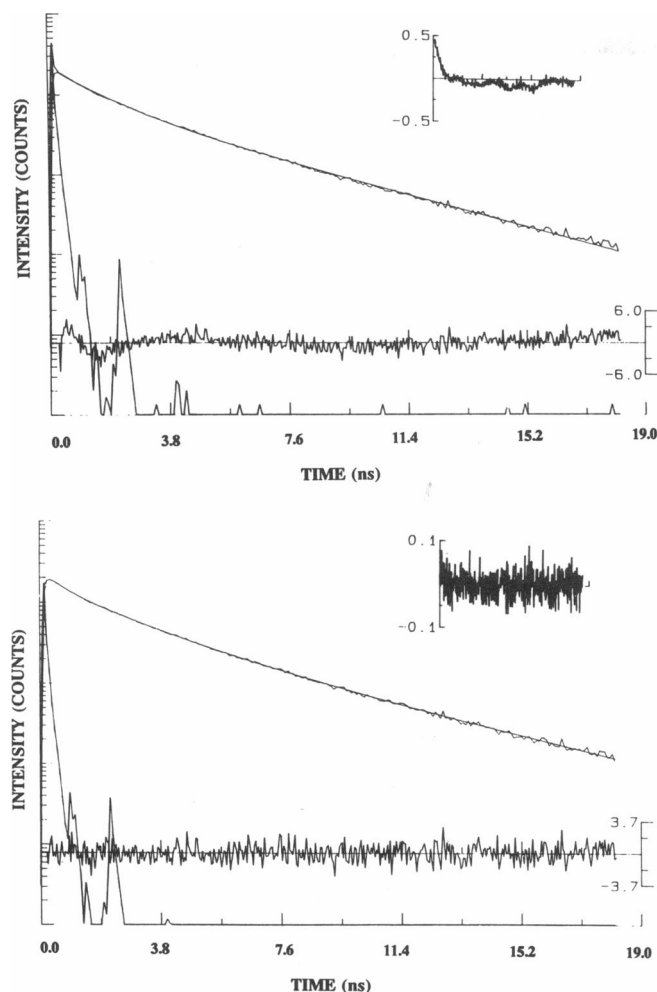 0.5
-0.5
INTENSITY (COUNTS)
6.0
-6.0
0.0 3.8 7.6 11.4 15.2 19.0
TIME (ns)
0.1
-0.1
INTENSITY (COUNTS)
3.7
-3.7
0.0 3.8 7.6 11.4 15.2 19.0
TIME (ns)